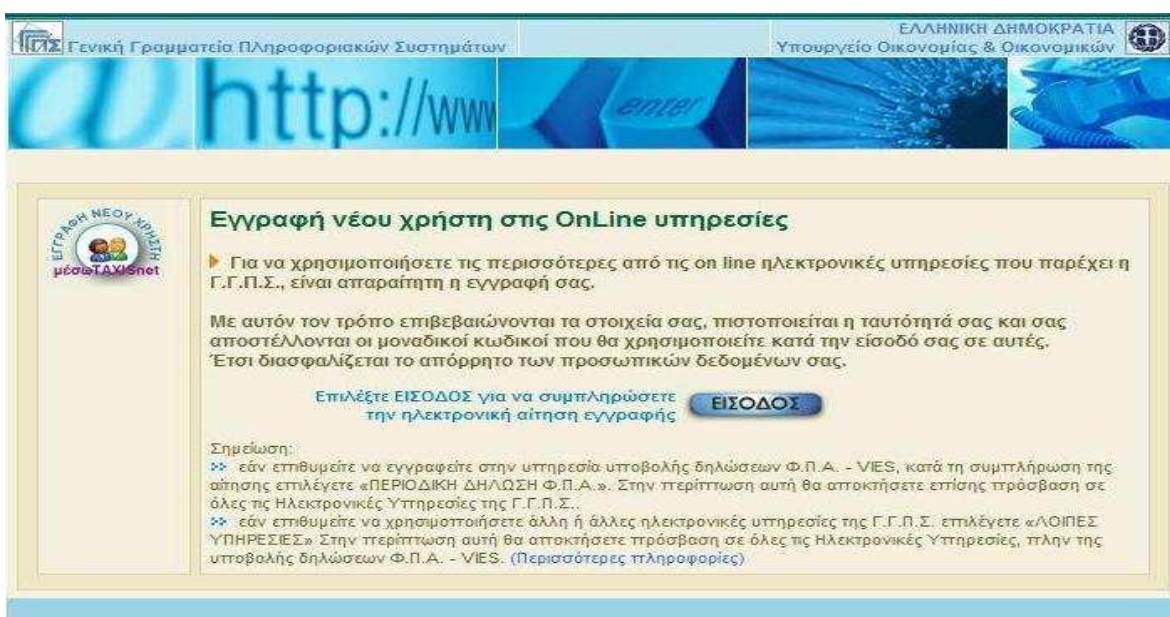 ΓΓΠΣ Γενική Γραμματεία Πληροφοριακών Συστημάτων
ΕΛΛΗΝΙΚΗ ΔΗΜΟΚΡΑΤΙΑ
Υπουργείο Οικονομίας & Οικονομικών
@ http://www enter
ΕΓΓΡΑΦΗ ΝΕΟΥ ΧΡΗΣΤΗ
μέσωTAXISnet
Εγγραφή νέου χρήστη στις OnLine υπηρεσίες
Για να χρησιμοποιήσετε τις περισσότερες από τις on line ηλεκτρονικές υπηρεσίες που παρέχει η
Γ.Γ.Π.Σ., είναι απαραίτητη η εγγραφή σας.
Με αυτόν τον τρόπο επιβεβαιώνονται τα στοιχεία σας, πιστοποιείται η ταυτότητά σας και σας
αποστέλλονται οι μοναδικοί κωδικοί που θα χρησιμοποιείτε κατά την είσοδό σας σε αυτές.
Έτσι διασφαλίζεται το απόρρητο των προσωπικών δεδομένων σας.
Επιλέξτε ΕΙΣΟΔΟΣ για να συμπληρώσετε
την ηλεκτρονική αίτηση εγγραφής
ΕΙΣΟΔΟΣ
Σημείωση:
εάν επιθυμείτε να εγγραφείτε στην υπηρεσία υποβολής δηλώσεων Φ.Π.Α. - VIES, κατά τη συμπλήρωση της
αίτησης επιλέγετε «ΠΕΡΙΟΔΙΚΗ ΔΗΛΩΣΗ Φ.Π.Α.». Στην περίπτωση αυτή θα αποκτήσετε επίσης πρόσβαση σε
όλες τις Ηλεκτρονικές Υπηρεσίες της Γ.Γ.Π.Σ..
εάν επιθυμείτε να χρησιμοποιήσετε άλλη ή άλλες ηλεκτρονικές υπηρεσίες της Γ.Γ.Π.Σ. επιλέγετε «ΛΟΙΠΕΣ
ΥΠΗΡΕΣΙΕΣ» Στην περίπτωση αυτή θα αποκτήσετε πρόσβαση σε όλες τις Ηλεκτρονικές Υπηρεσίες, πλην της
υποβολής δηλώσεων Φ.Π.Α. - VIES. (Περισσότερες πληροφορίες)